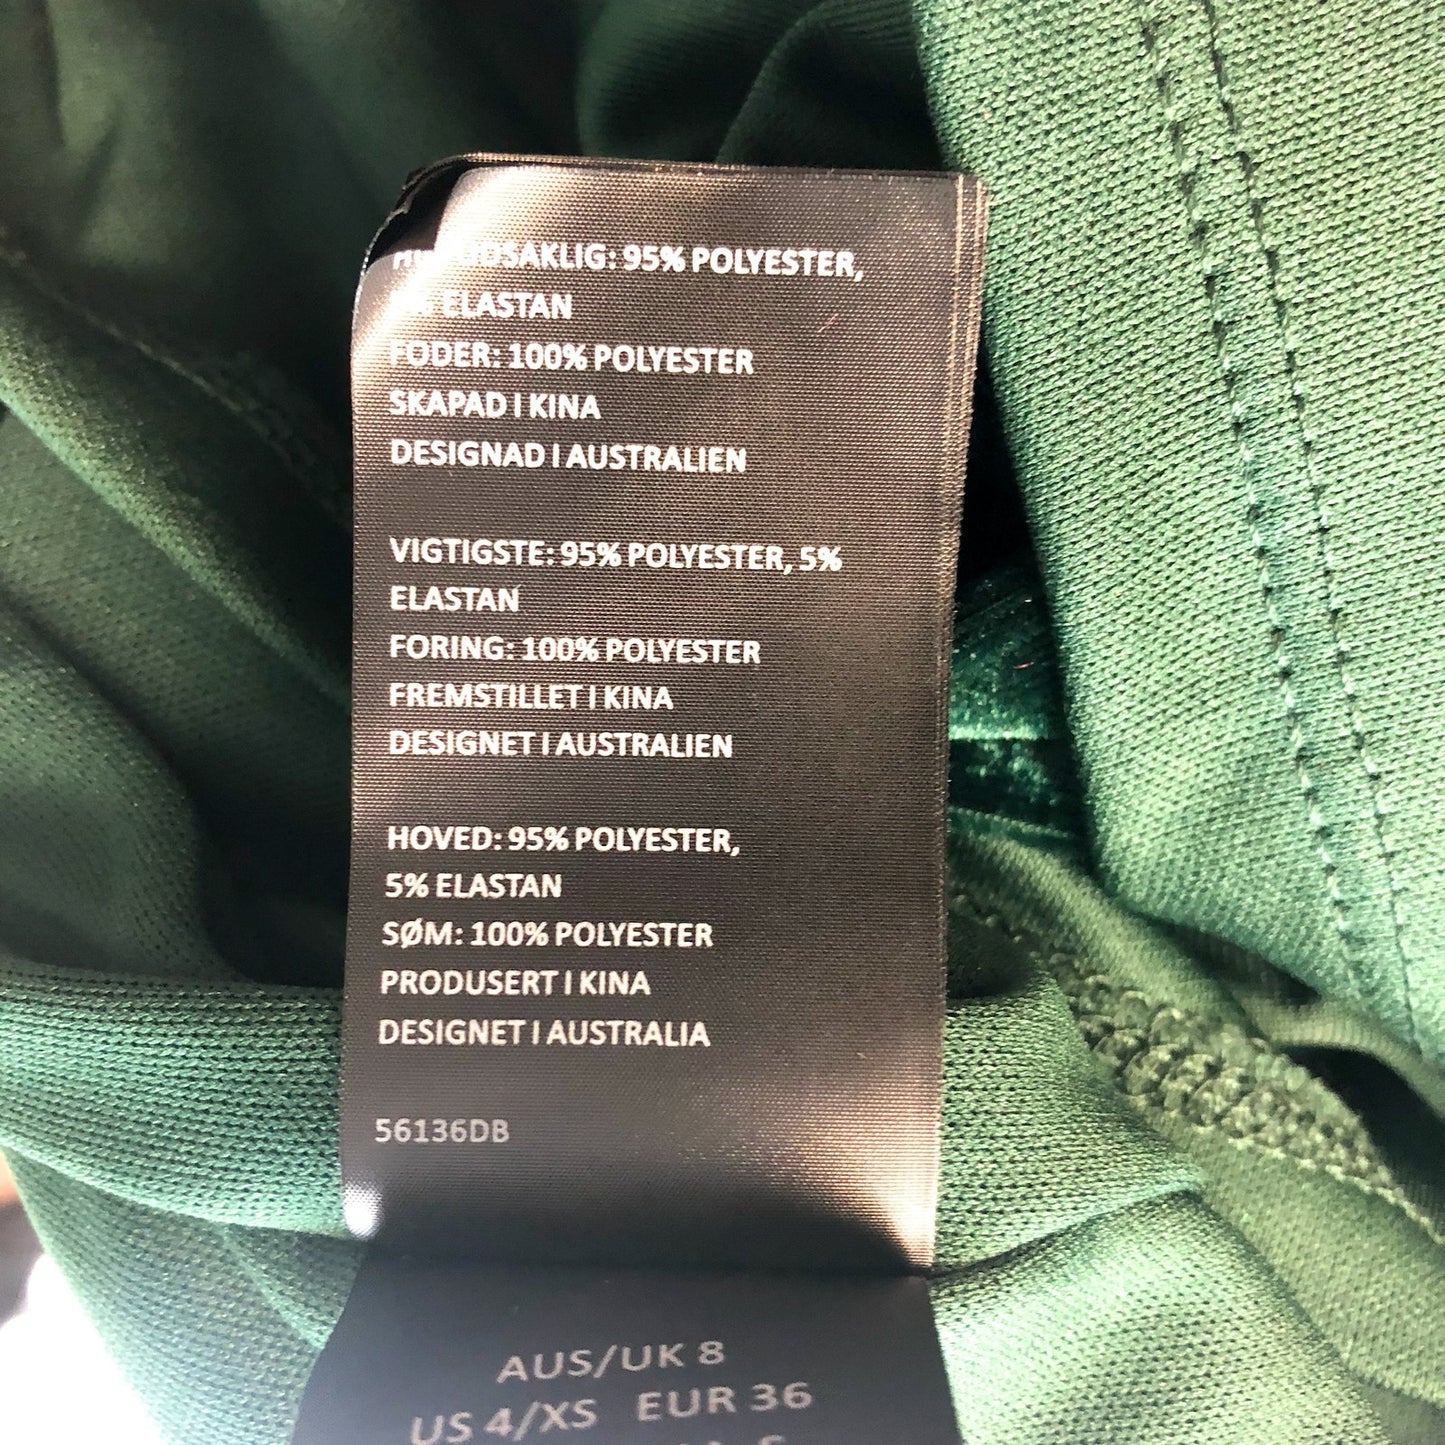 95% POLYESTER,
ELASTAN
FODER: 100% POLYESTER
SKAPAD I KINA
DESIGNAD I AUSTRALIEN
VIGTIGSTE: 95% POLYESTER, 5%
ELASTAN
FORING: 100% POLYESTER
FREMSTILLET I KINA
DESIGNET I AUSTRALIEN
HOVED: 95% POLYESTER,
5% ELASTAN
SØM: 100% POLYESTER
PRODUSERT I KINA
DESIGNET I AUSTRALIA
56136DB
AUS/UK 8
US 4/XS EUR 36